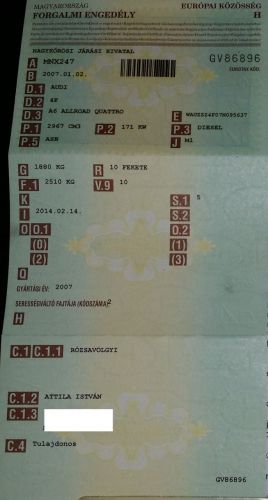 MAGYARORSZÁG EURÓPAI KÖZÖSSÉG
FORGALMI ENGEDÉLY H
NAGYKŐRÖSI JÁRÁSI HIVATAL GV86896
A MNX247
B 2007.01.02.
D.1 AUDI
D.2 4F
D.3 A6 ALLROAD QUATTRO E WAUZZZ4F07N095637
P.1 2967 CM3 P.2 171 KW P.3 DIESEL
P.5 ASB J M1
G 1880 KG R 10 FEKETE
F.1 2510 KG V.9 10
K S.1 5
I 2014.02.14. S.2
O O.1 O.2
(0) (1)
(2) (3)
Q
GYÁRTÁSI ÉV: 2007
SEBESSÉGVÁLTÓ FAJTÁJA (KÓDSZÁMA): 2
H
C.1 C.1.1 RÓZSAVÖLGYI
C.1.2 ATTILA ISTVÁN
C.1.3
C.4 Tulajdonos
GV86896